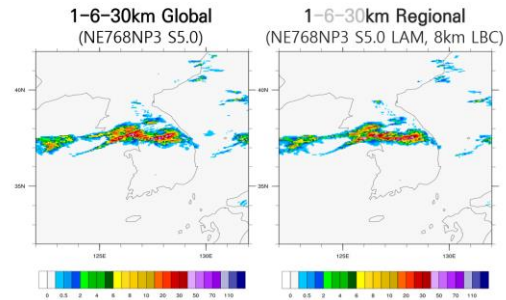 1-6-30km Global
(NE768NP3 S5.0)
1-6-30km Regional
(NE768NP3 S5.0 LAM, 8km LBC)
40N
35N
125E
130E
40N
35N
125E
130E
0 0.5 2 4 6 8 10 20 30 50 70 110
0 0.5 2 4 6 8 10 20 30 50 70 110